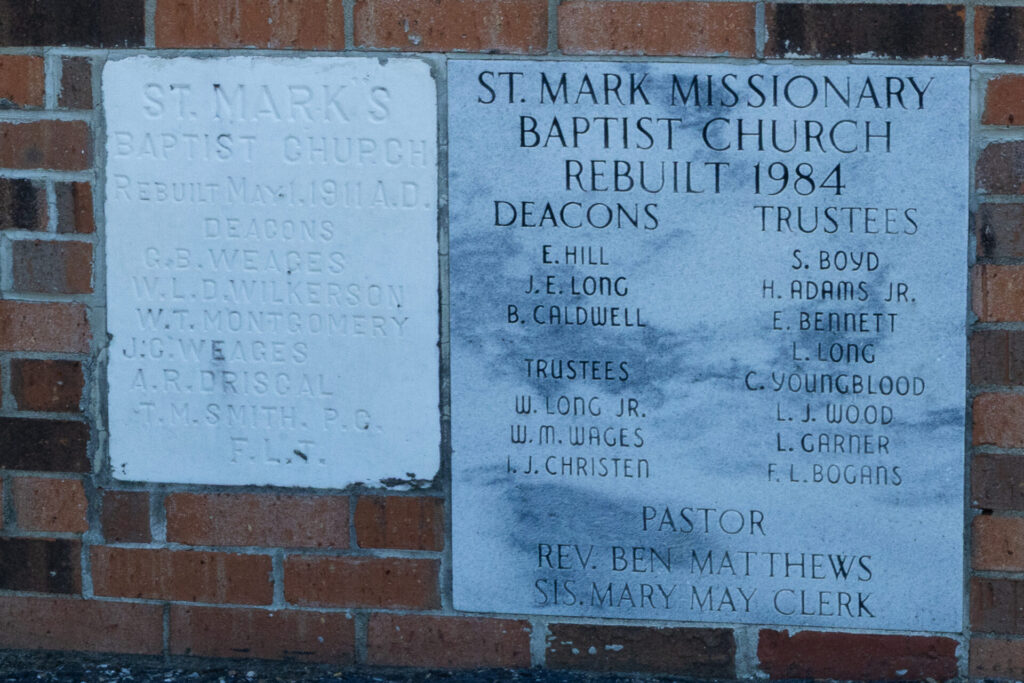 ST. MARK'S
BAPTIST CHURCH
REBUILT MAY 1. 1911 A.D.
DEACONS
G.B. WEAGES
W.L.D. WILKERSON
W.T. MONTGOMERY
J.C. WEAGES
A.R. DRISCAL
T.M. SMITH. P.C.
F.L.T.
ST. MARK MISSIONARY
BAPTIST CHURCH
REBUILT 1984
DEACONS
E. HILL
J. E. LONG
B. CALDWELL
TRUSTEES
W. LONG JR.
W. M. WAGES
I. J. CHRISTEN
TRUSTEES
S. BOYD
H. ADAMS JR.
E. BENNETT
L. LONG
C. YOUNGBLOOD
L. J. WOOD
L. GARNER
F. L. BOGANS
PASTOR
REV. BEN MATTHEWS
SIS. MARY MAY CLERK